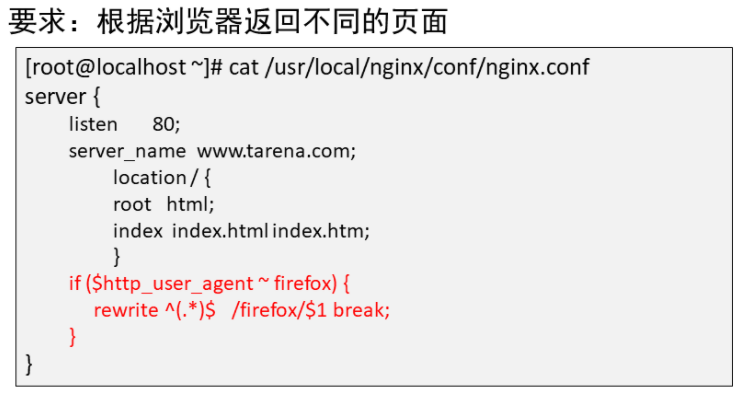 要求：根据浏览器返回不同的页面
[root@localhost ~]# cat /usr/local/nginx/conf/nginx.conf
server {
listen 80;
server_name www.tarena.com;
location / {
root html;
index index.html index.htm;
}
if ($http_user_agent ~ firefox) {
rewrite ^(.*)$ /firefox/$1 break;
}
}